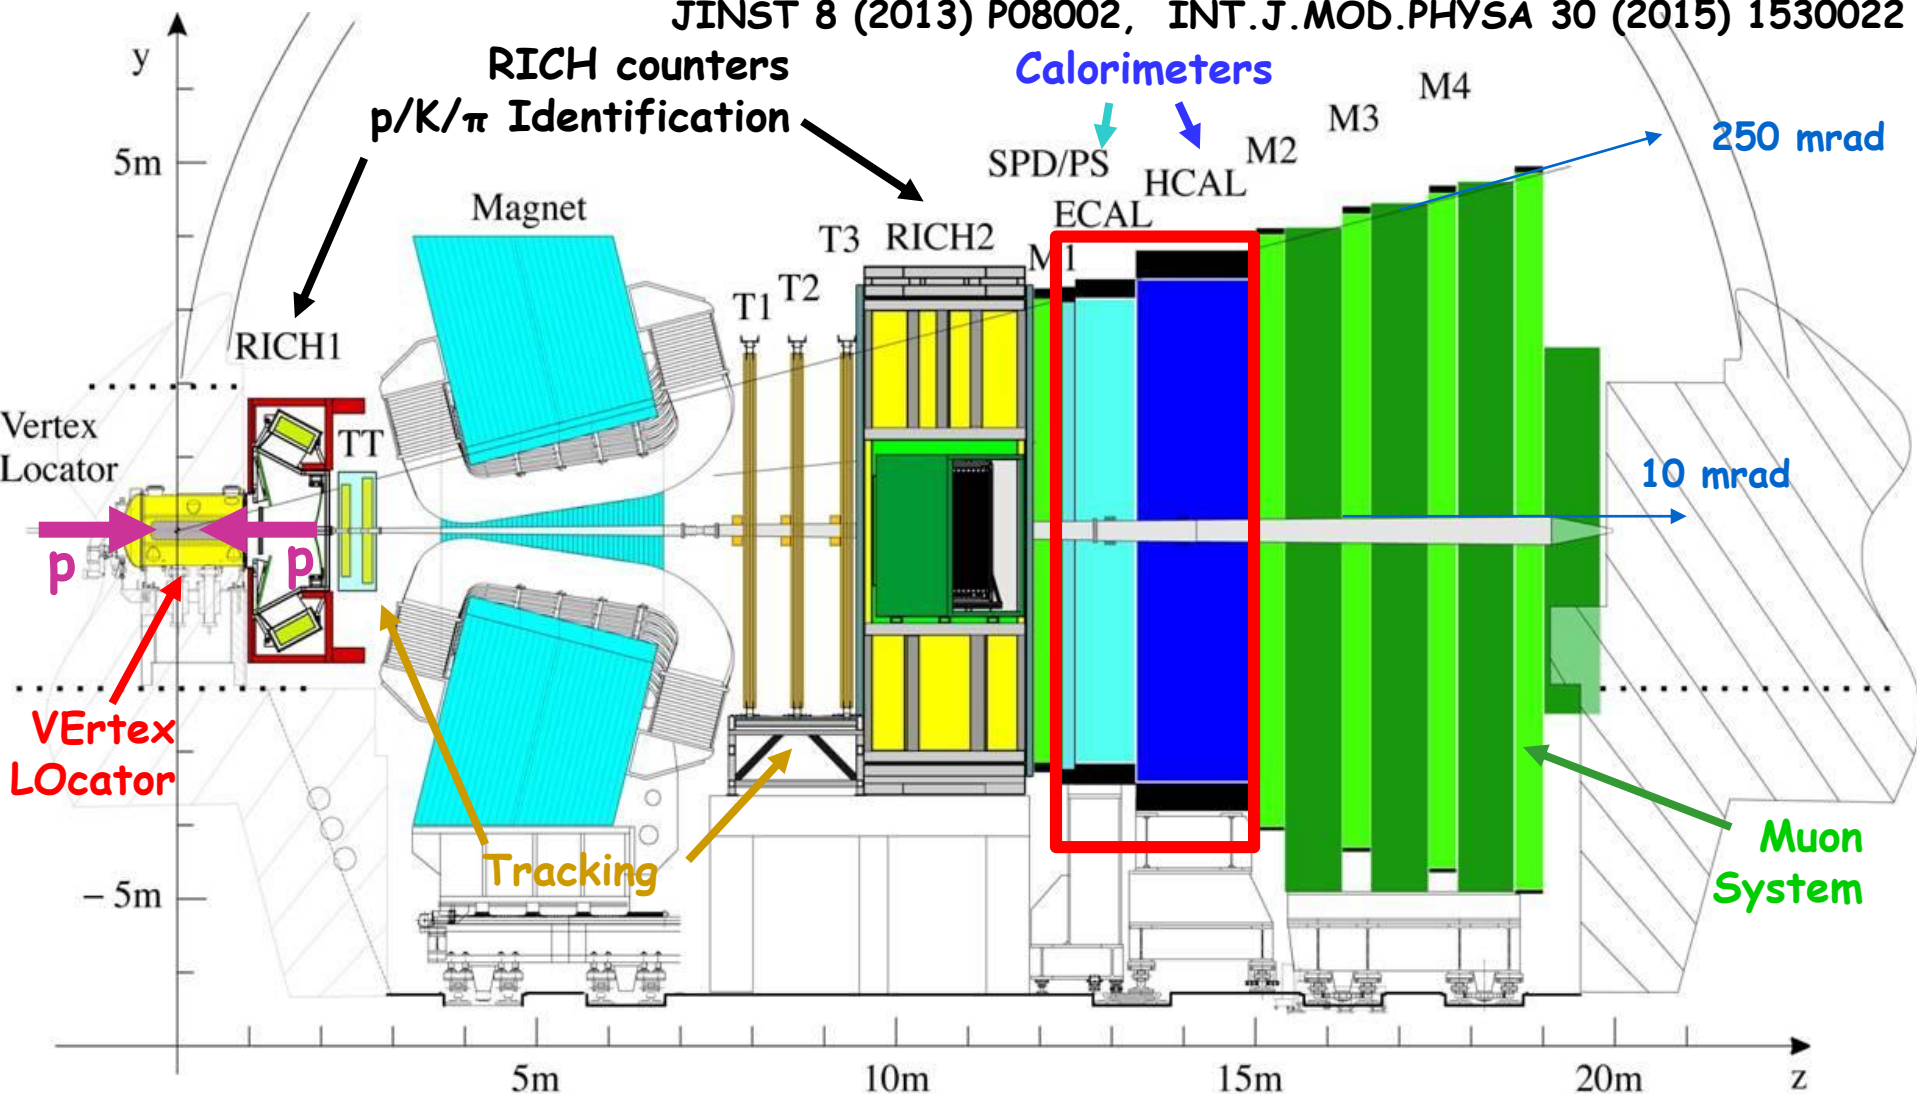 JINST 8 (2013) P08002, INT.J.MOD.PHYSA 30 (2015) 1530022
y
RICH counters
p/K/π Identification
Calorimeters
M4
M3
250 mrad
M2
5m
SPD/PS
HCAL
Magnet
ECAL
T3
RICH2
M1
T2
T1
RICH1
Vertex
Locator
TT
10 mrad
p
p
VErtex
LOcator
Tracking
Muon
System
– 5m
5m
10m
15m
20m
z